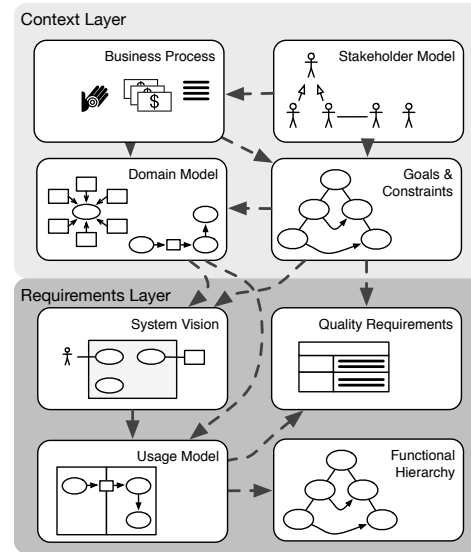 Context Layer
Business Process
$
Stakeholder Model
Domain Model
Goals &
Constraints
Requirements Layer
System Vision
Quality Requirements
Usage Model
Functional
Hierarchy